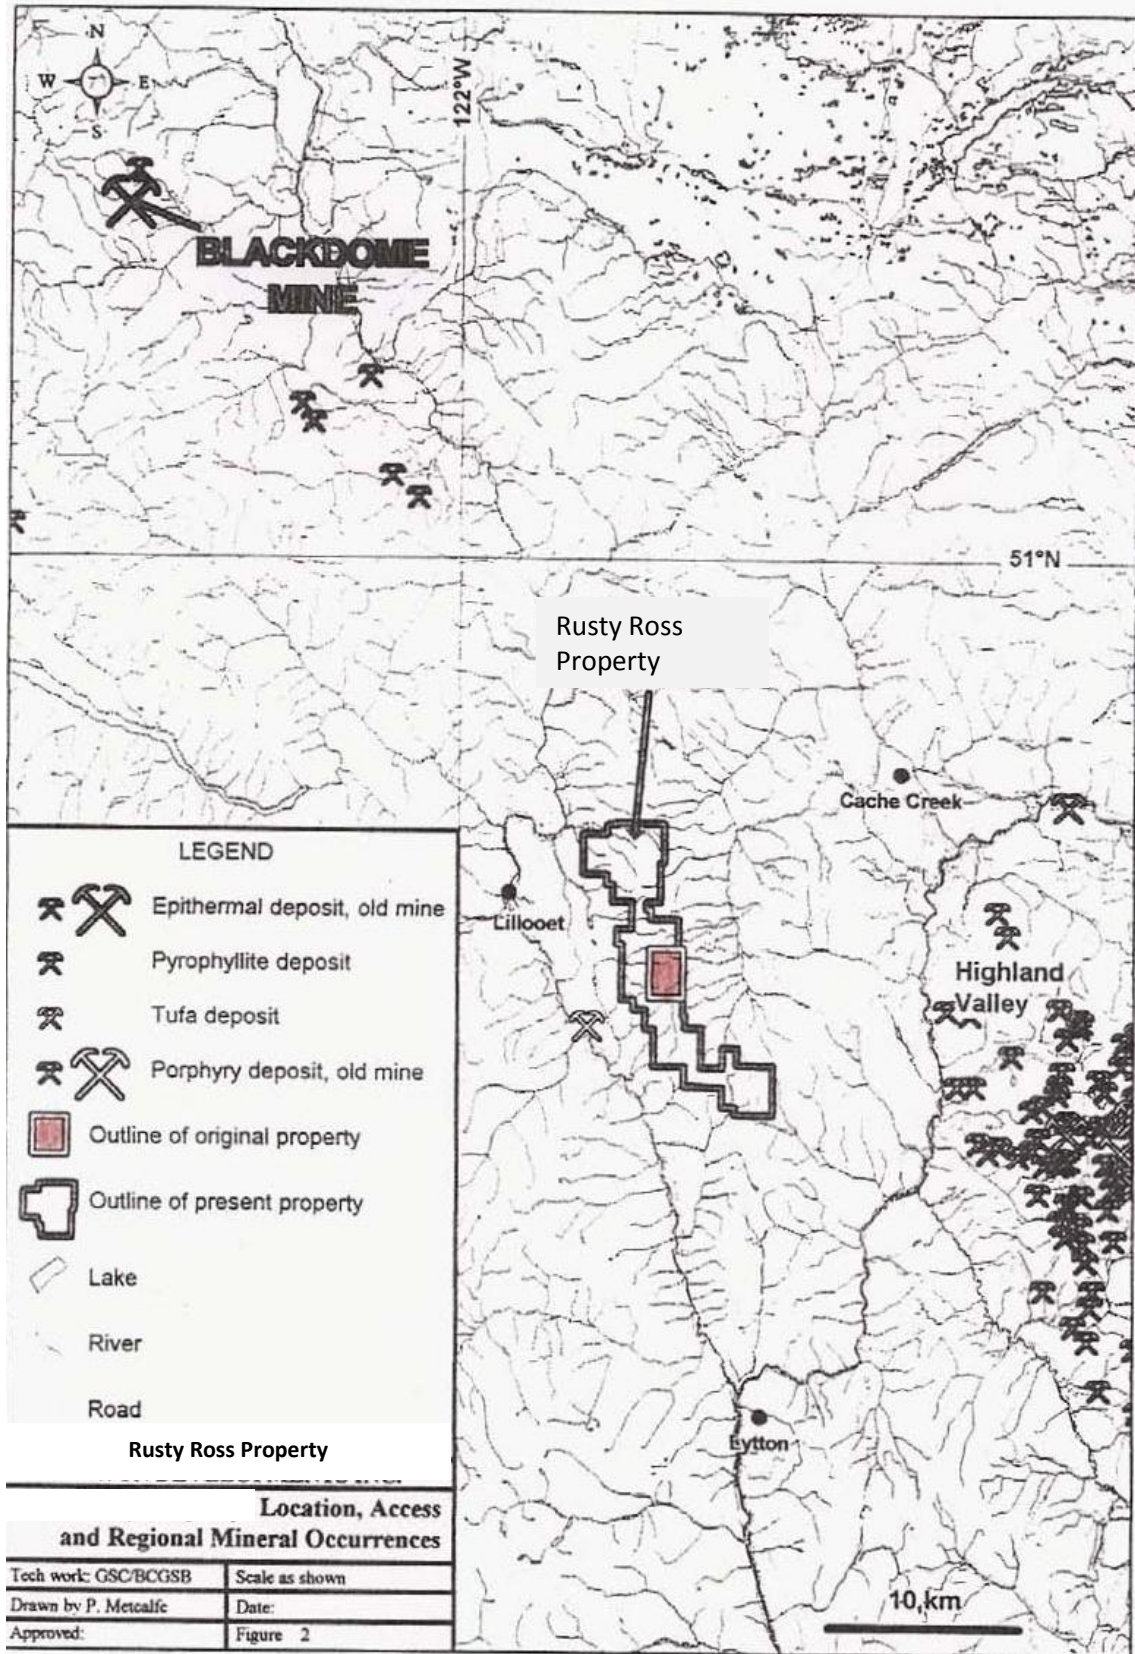 N
W
E
S
122°W
BLACKDOME
MINE
51°N
Rusty Ross
Property
Cache Creek
Lillooet
Highland
Valley
LEGEND
Epithermal deposit, old mine
Pyrophyllite deposit
Tufa deposit
Porphyry deposit, old mine
Outline of original property
Outline of present property
Lake
River
Road
Lytton
Rusty Ross Property
Location, Access
and Regional Mineral Occurrences
Tech work: GSC/BCGSB
Scale as shown
Drawn by P. Metcalfe
Date:
Approved:
Figure 2
10 km